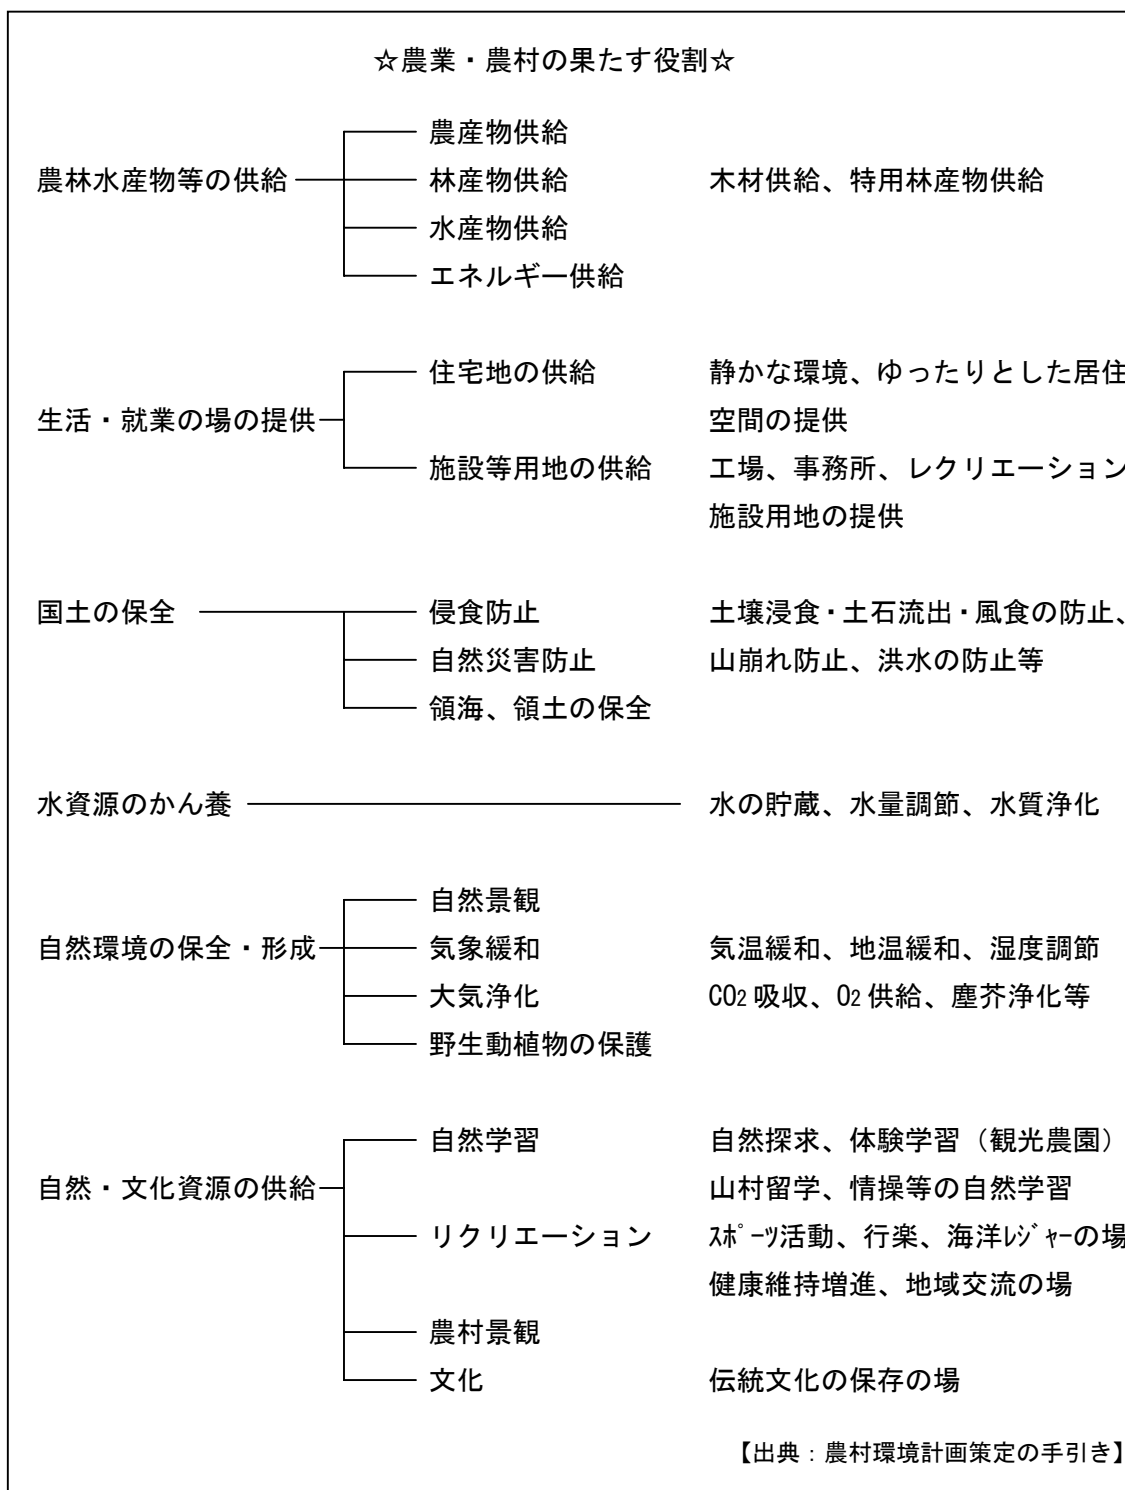 ☆農業・農村の果たす役割☆
農産物供給
農林水産物等の供給 林産物供給 木材供給、特用林産物供給
水産物供給
エネルギー供給
住宅地の供給 静かな環境、ゆったりとした居住
生活・就業の場の提供 空間の提供
施設等用地の供給 工場、事務所、レクリエーション
施設用地の提供
国土の保全 侵食防止 土壌浸食・土石流出・風食の防止、
自然災害防止 山崩れ防止、洪水の防止等
領海、領土の保全
水資源のかん養 水の貯蔵、水量調節、水質浄化
自然景観
自然環境の保全・形成 気象緩和 気温緩和、地温緩和、湿度調節
大気浄化 CO2吸収、O2供給、塵芥浄化等
野生動植物の保護
自然学習 自然探求、体験学習（観光農園）
自然・文化資源の供給 山村留学、情操等の自然学習
リクリエーション ｽﾎﾟｰﾂ活動、行楽、海洋ﾚｼﾞｬｰの場
健康維持増進、地域交流の場
農村景観
文化 伝統文化の保存の場
【出典：農村環境計画策定の手引き】